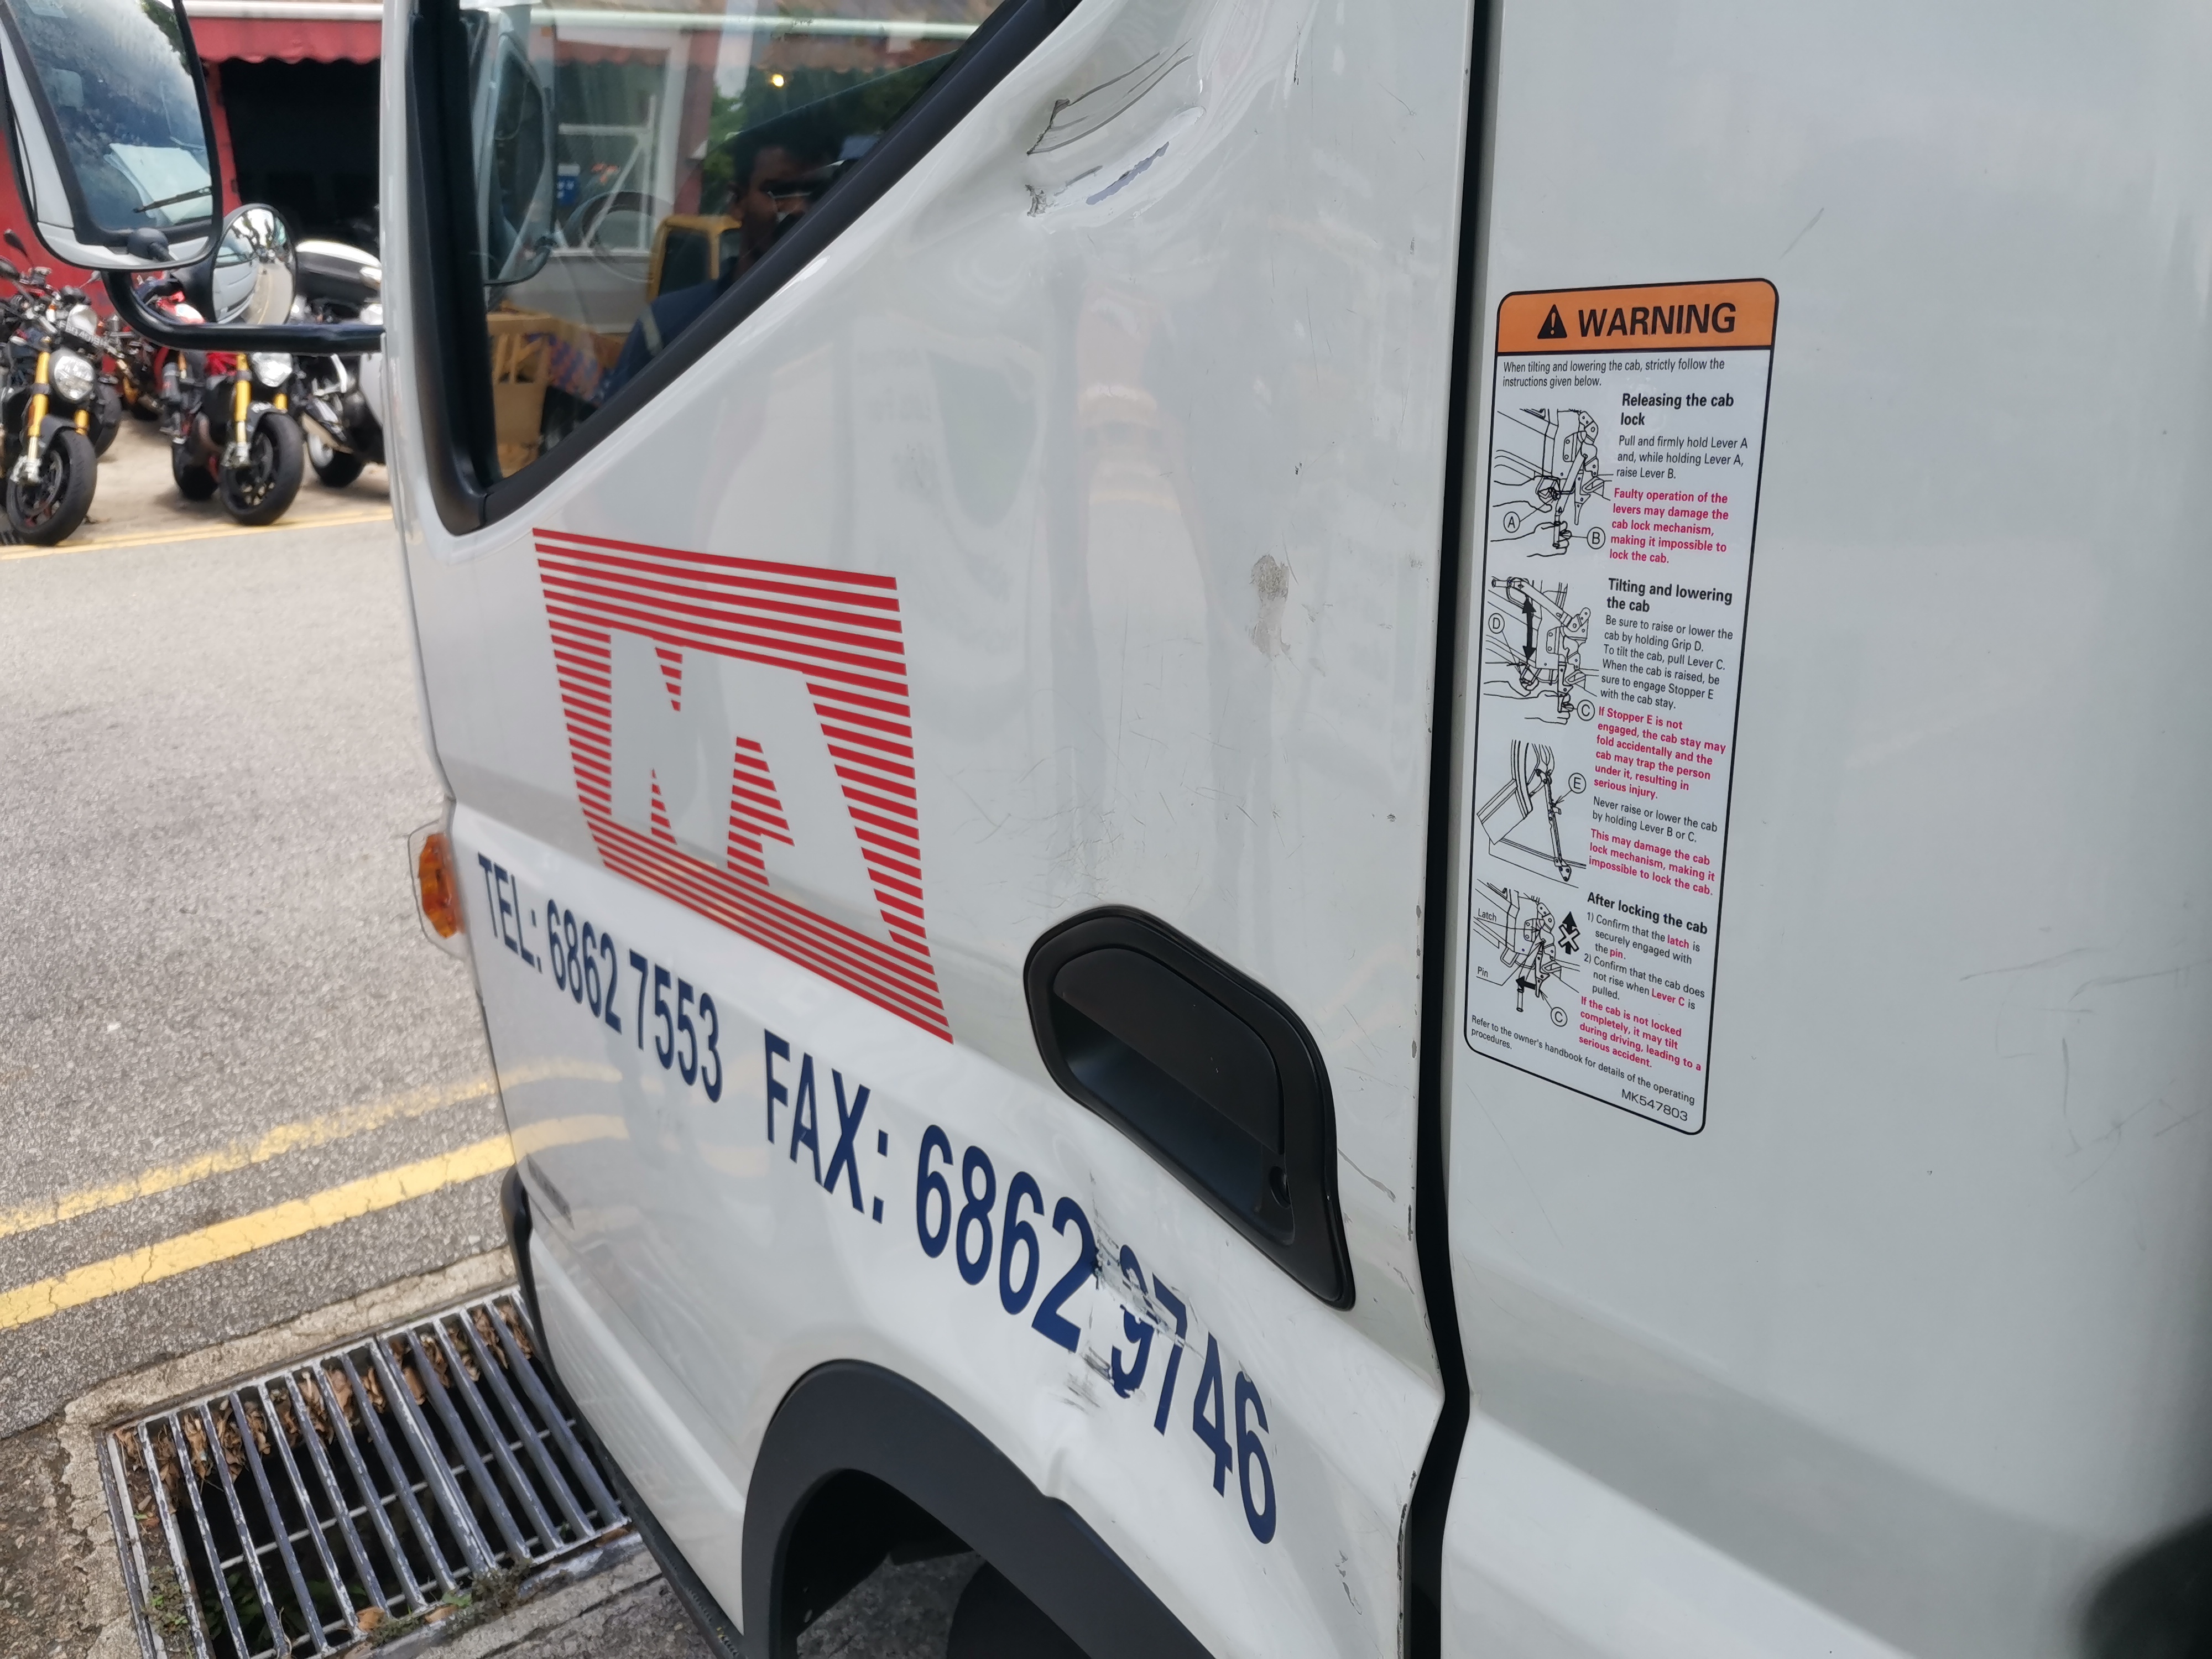 WARNING
When tilting and lowering the cab, strictly follow the
instructions given below.
Releasing the cab
lock
Pull and firmly hold Lever A
and, while holding Lever A,
raise Lever B.
Faulty operation of the
levers may damage the
cab lock mechanism,
making it impossible to
lock the cab.
A
B
Tilting and lowering
the cab
Be sure to raise or lower the
cab by holding Grip D.
To tilt the cab, pull Lever C.
When the cab is raised, be
sure to engage Stopper E
with the cab stay.
D
C
If Stopper E is not
engaged, the cab stay may
fold accidentally and the
cab may trap the person
under it, resulting in
serious injury.
E
Never raise or lower the cab
by holding Lever B or C.
This may damage the cab
lock mechanism, making it
impossible to lock the cab.
After locking the cab
1) Confirm that the latch is
securely engaged with
the pin.
2) Confirm that the cab does
not rise when Lever C is
pulled.
Latch
Pin
C
If the cab is not locked
completely, it may tilt
during driving, leading to a
serious accident.
Refer to the owner's handbook for details of the operating
procedures.
MK547803
NA
TEL: 6862 7553 FAX: 6862 9746